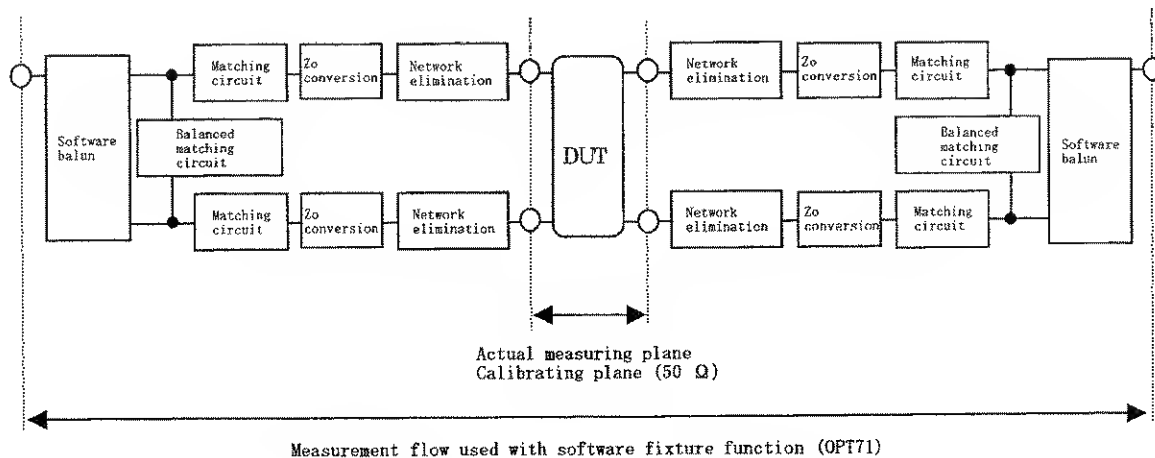 Matching
circuit
Zo
conversion
Network
elimination
Network
elimination
Zo
conversion
Matching
circuit
Software
balun
Balanced
matching
circuit
DUT
Balanced
matching
circuit
Software
balun
Matching
circuit
Zo
conversion
Network
elimination
Network
elimination
Zo
conversion
Matching
circuit
Actual measuring plane
Calibrating plane (50 Ω)
Measurement flow used with software fixture function (OPT71)